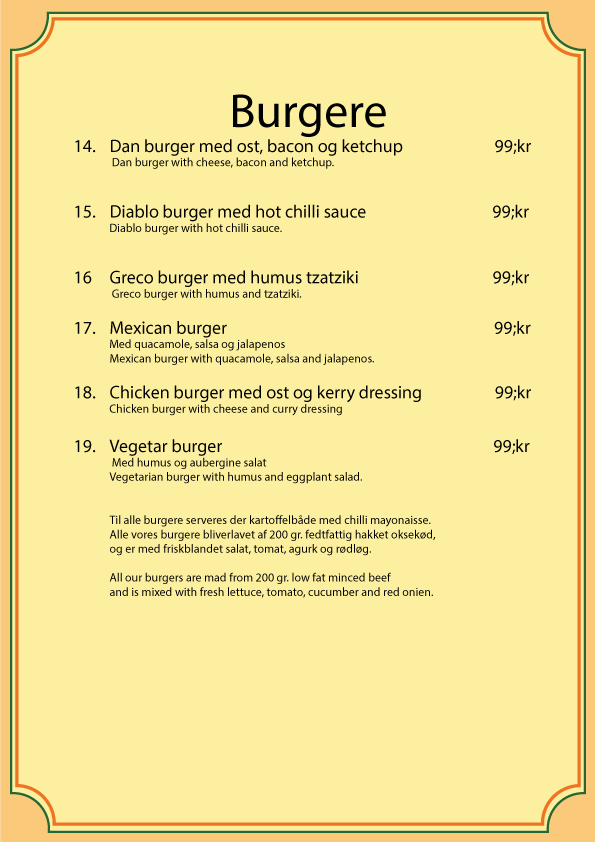 Burgere
14. Dan burger med ost, bacon og ketchup 99;kr
Dan burger with cheese, bacon and ketchup.
15. Diablo burger med hot chilli sauce 99;kr
Diablo burger with hot chilli sauce.
16 Greco burger med humus tzatziki 99;kr
Greco burger with humus and tzatziki.
17. Mexican burger 99;kr
Med quacamole, salsa og jalapenos
Mexican burger with quacamole, salsa and jalapenos.
18. Chicken burger med ost og kerry dressing 99;kr
Chicken burger with cheese and curry dressing
19. Vegetar burger 99;kr
Med humus og aubergine salat
Vegetarian burger with humus and eggplant salad.
Til alle burgere serveres der kartoffelbåde med chilli mayonaisse.
Alle vores burgere bliverlavet af 200 gr. fedtfattig hakket oksekød,
og er med friskblandet salat, tomat, agurk og rødløg.
All our burgers are mad from 200 gr. low fat minced beef
and is mixed with fresh lettuce, tomato, cucumber and red onien.